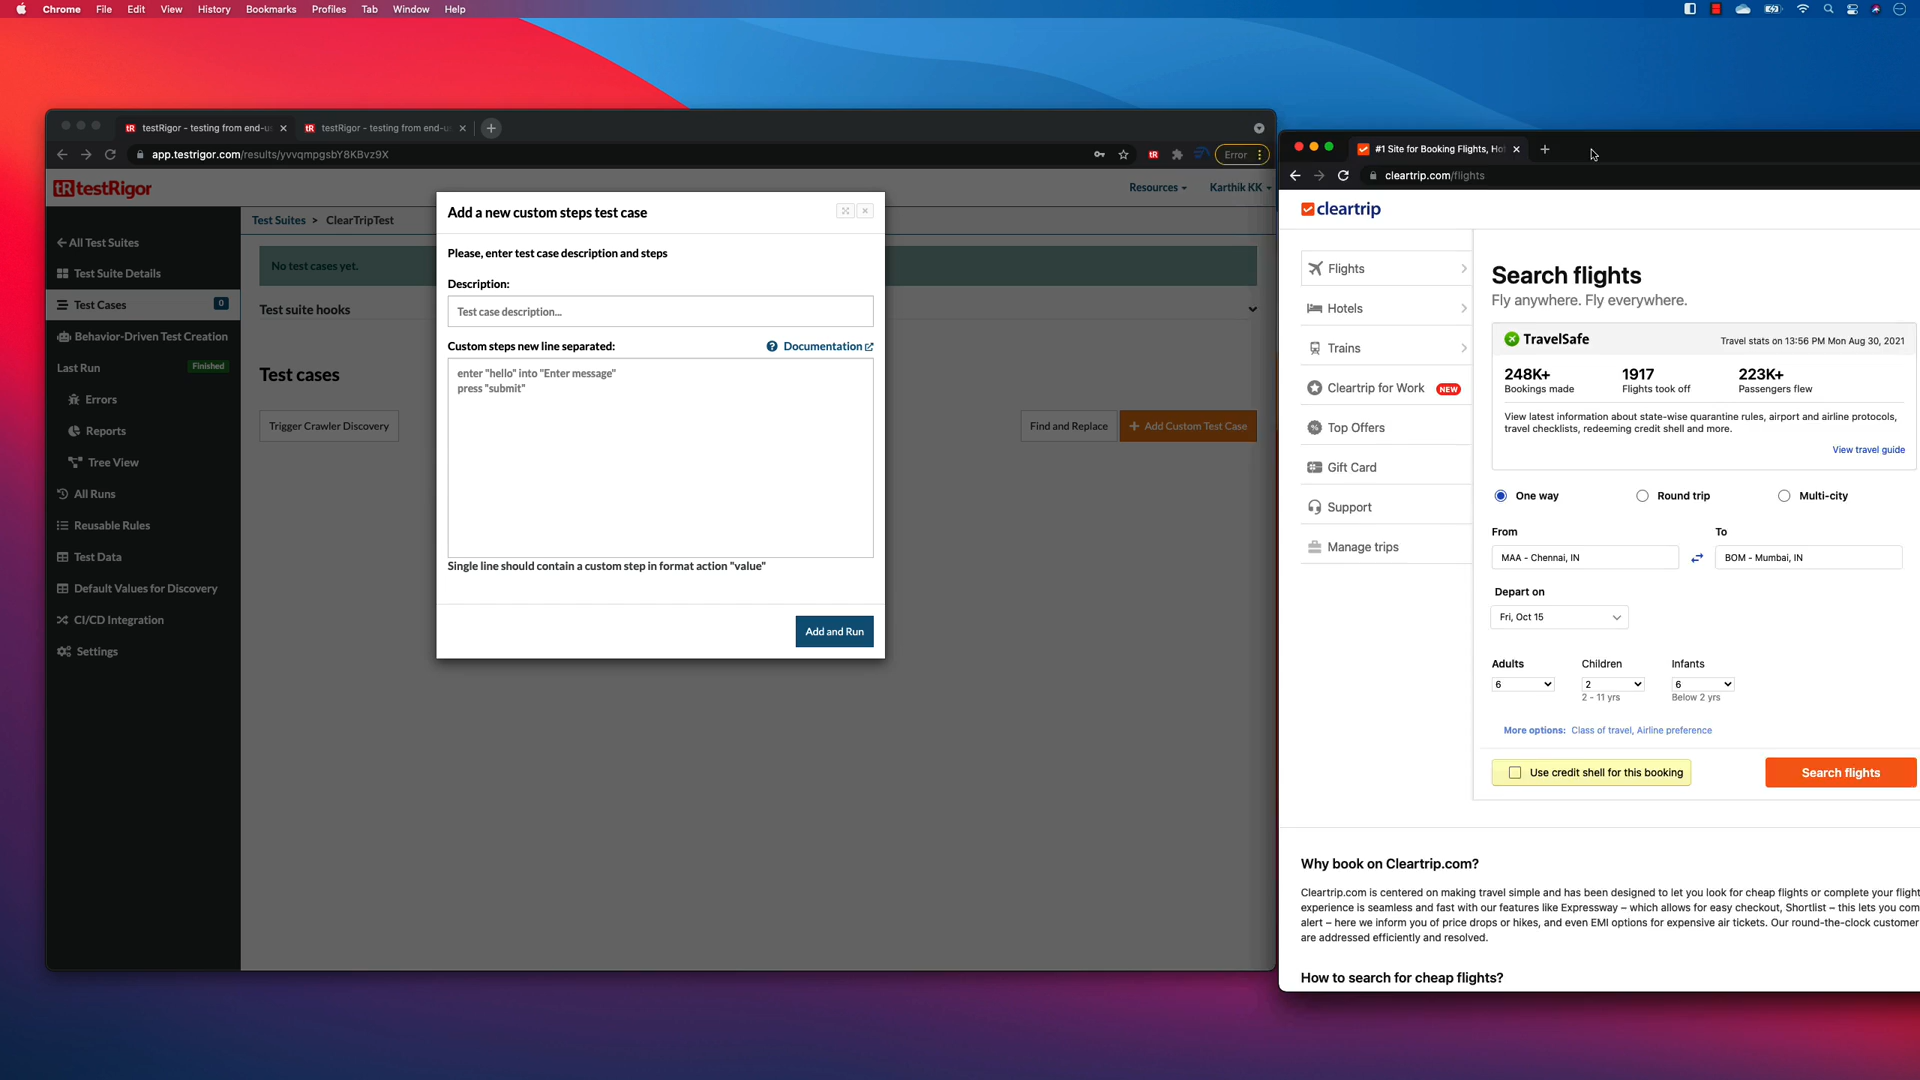 Chrome File Edit View History Bookmarks Profiles Tab Window Help
testRigor - testing from end-u
testRigor - testing from end-us
app.testrigor.com/results/yvvqmpgsbY8KBvz9X
Error
testRigor
Resources
Karthik KK
Test Suites > ClearTripTest
All Test Suites
Test Suite Details
Test Cases 0
Behavior-Driven Test Creation
Last Run Finished
Errors
Reports
Tree View
All Runs
Reusable Rules
Test Data
Default Values for Discovery
CI/CD Integration
Settings
No test cases yet.
Test suite hooks
Test cases
Trigger Crawler Discovery
Find and Replace
+ Add Custom Test Case
Add a new custom steps test case
Please, enter test case description and steps
Description:
Test case description...
Custom steps new line separated:
Documentation
enter "hello" into "Enter message"
press "submit"
Single line should contain a custom step in format action "value"
Add and Run
#1 Site for Booking Flights, Ho
cleartrip.com/flights
cleartrip
Flights
Hotels
Trains
Cleartrip for Work NEW
Top Offers
Gift Card
Support
Manage trips
Search flights
Fly anywhere. Fly everywhere.
TravelSafe
Travel stats on 13:56 PM Mon Aug 30, 2021
248K+ 1917 223K+
Bookings made Flights took off Passengers flew
View latest information about state-wise quarantine rules, airport and airline protocols,
travel checklists, redeeming credit shell and more.
View travel guide
One way Round trip Multi-city
From To
MAA - Chennai, IN BOM - Mumbai, IN
Depart on
Fri, Oct 15
Adults Children Infants
6 2 6
2 - 11 yrs Below 2 yrs
More options: Class of travel, Airline preference
Use credit shell for this booking
Search flights
Why book on Cleartrip.com?
Cleartrip.com is centered on making travel simple and has been designed to let you look for cheap flights or complete your flight
experience is seamless and fast with our features like Expressway – which allows for easy checkout, Shortlist – this lets you com
alert – here we inform you of price drops or hikes, and even EMI options for expensive air tickets. Our round-the-clock customer
are addressed efficiently and resolved.
How to search for cheap flights?